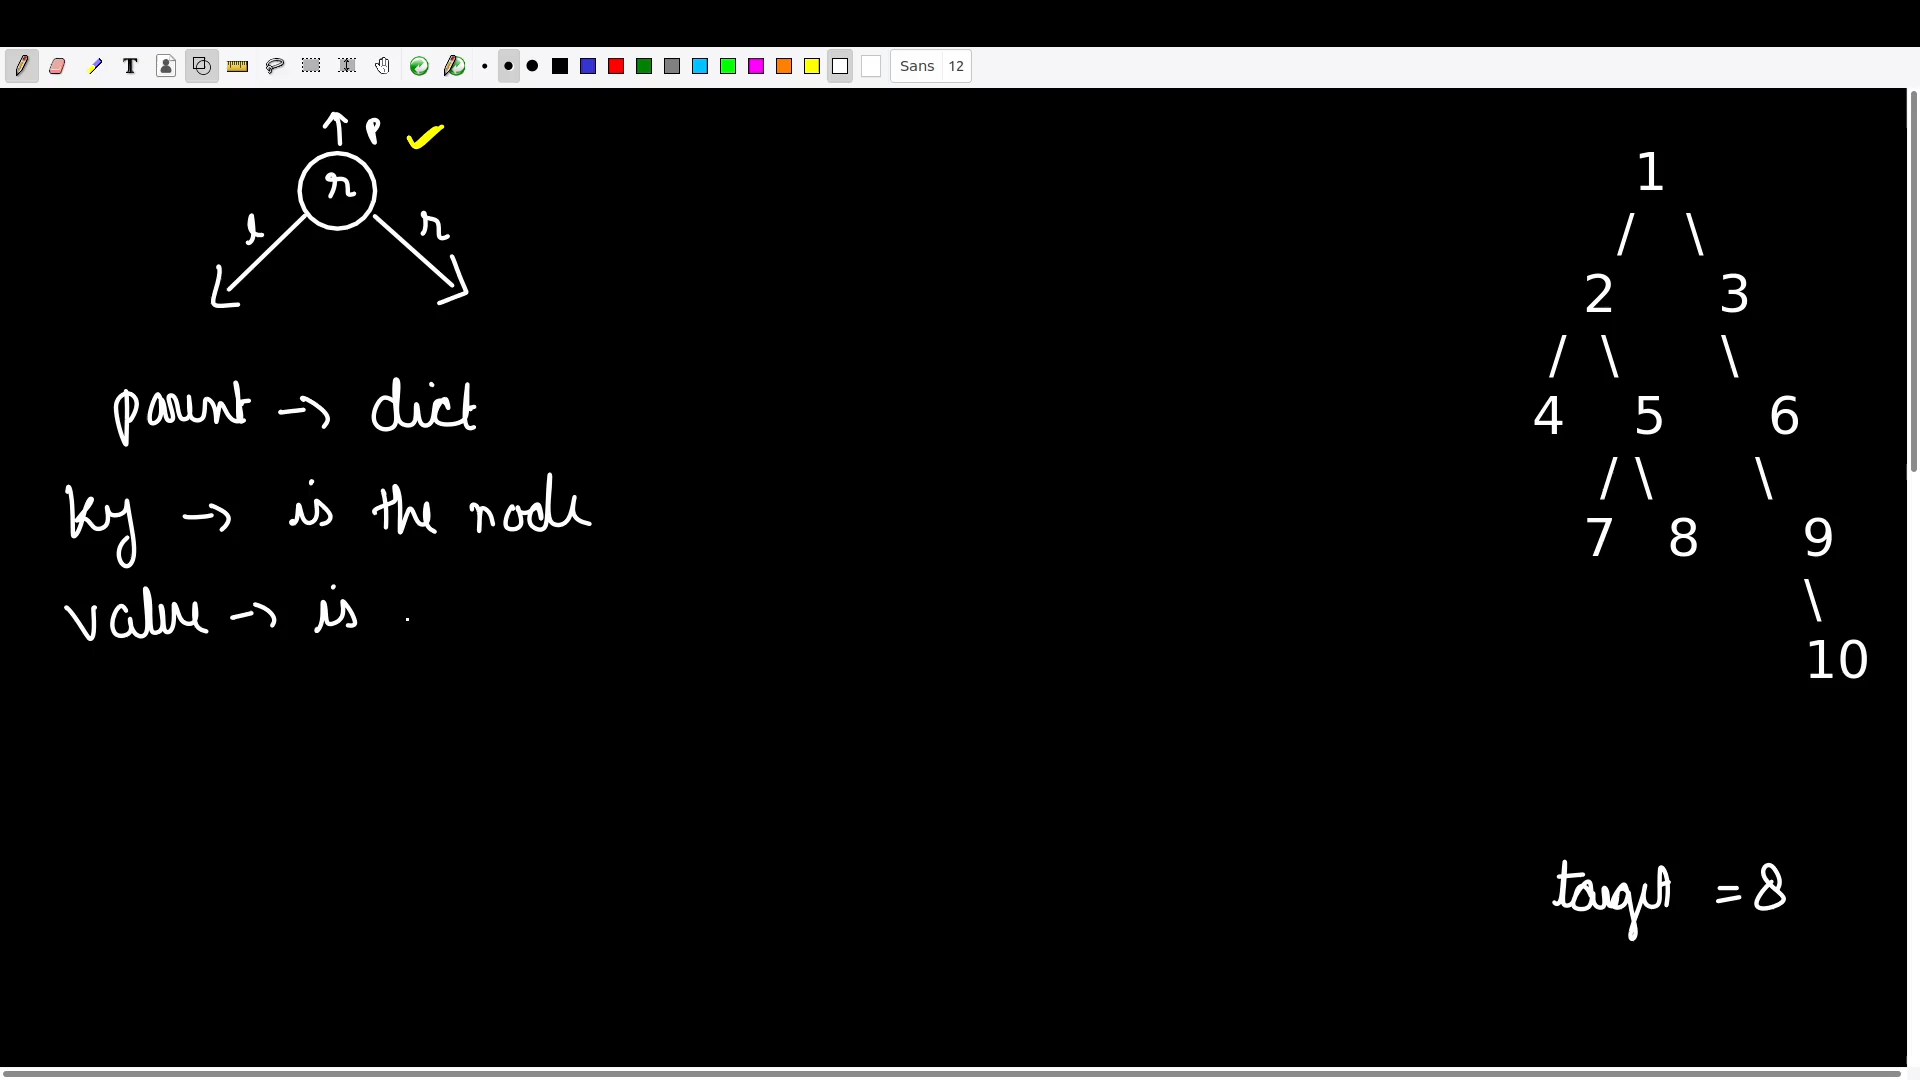 T Sans 12
p
r
l r
parent -> dict
key -> is the node
value -> is
1
/ \
2 3
/ \ \
4 5 6
/ \ \
7 8 9
\
10
target = 8